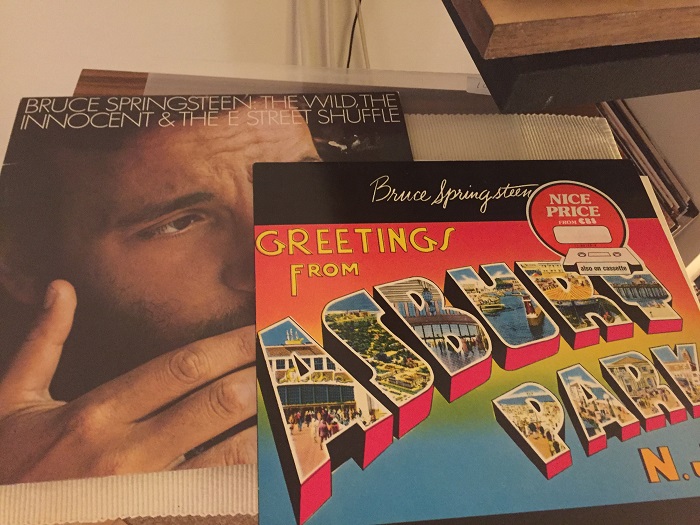 BRUCE SPRINGSTEEN: THE WILD, THE
INNOCENT & THE E STREET SHUFFLE
Bruce Springsteen
NICE
PRICE
FROM CBS
also on cassette
GREETINGS
FROM
ASBURY
PARK
N.J